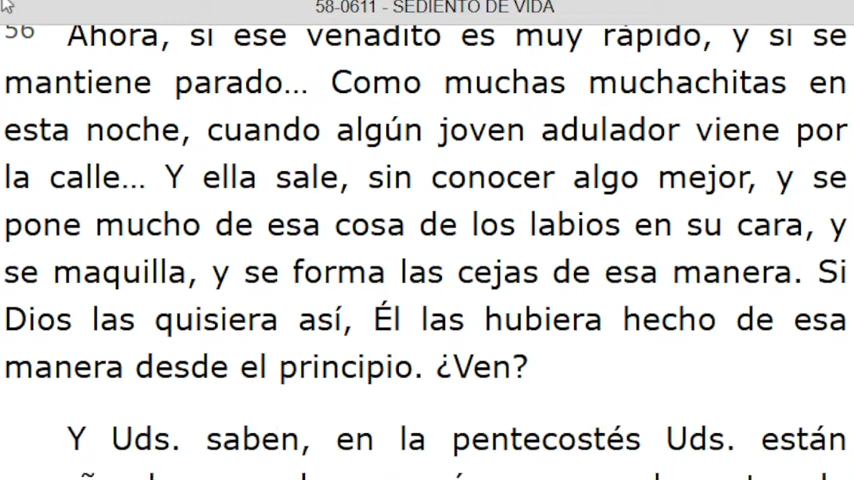 58-0611 - SEDIENTO DE VIDA
56 Ahora, si ese venadito es muy rápido, y si se
mantiene parado... Como muchas muchachitas en
esta noche, cuando algún joven adulador viene por
la calle... Y ella sale, sin conocer algo mejor, y se
pone mucho de esa cosa de los labios en su cara, y
se maquilla, y se forma las cejas de esa manera. Si
Dios las quisiera así, Él las hubiera hecho de esa
manera desde el principio. ¿Ven?
Y Uds. saben, en la pentecostés Uds. están